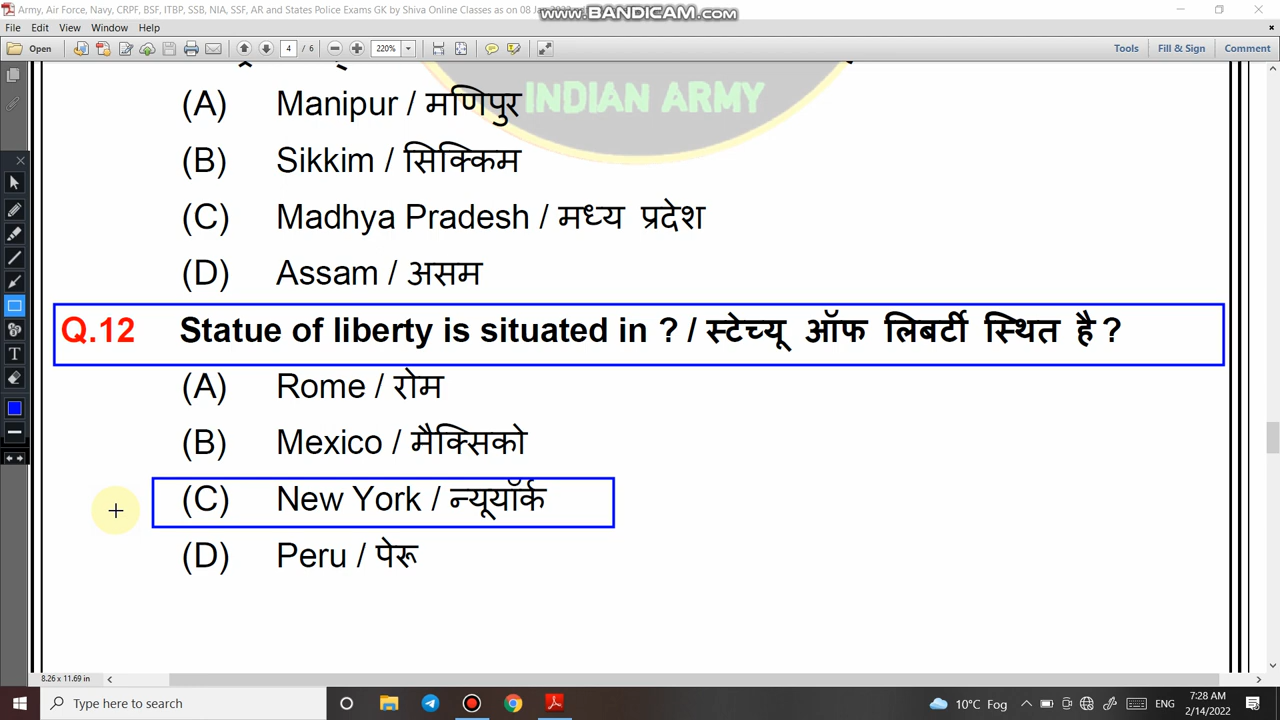 Army, Air Force, Navy, CRPF, BSF, ITBP, SSB, NIA, SSF, AR and States Police Exams GK by Shiva Online Classes as on 08
www.BANDICAM.com
File Edit View Window Help
Open 4 / 6 220% Tools Fill & Sign Comment
INDIAN ARMY
(A) Manipur / मणिपुर
(B) Sikkim / सिक्किम
(C) Madhya Pradesh / मध्य प्रदेश
(D) Assam / असम
Q.12 Statue of liberty is situated in ? / स्टेच्यू ऑफ लिबर्टी स्थित है ?
(A) Rome / रोम
(B) Mexico / मैक्सिको
(C) New York / न्यूयॉर्क
(D) Peru / पेरू
8.26 x 11.69 in
Type here to search
10°C Fog ENG
7:28 AM
2/14/2022